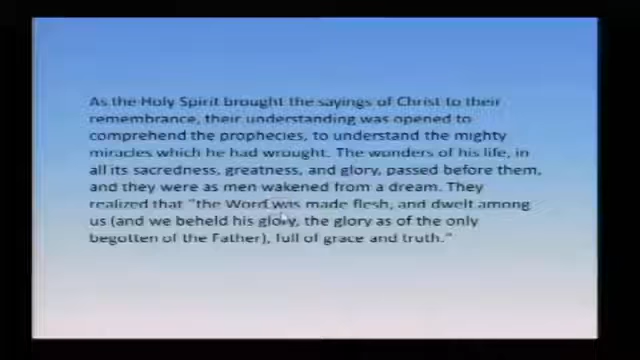 As the Holy Spirit brought the sayings of Christ to their
remembrance, their understanding was opened to
comprehend the prophecies, to understand the mighty
miracles which he had wrought. The wonders of his life, in
all its sacredness, greatness, and glory, passed before them,
and they were as men wakened from a dream. They
realized that "the Word was made flesh, and dwelt among
us (and we beheld his glory, the glory as of the only
begotten of the Father), full of grace and truth."